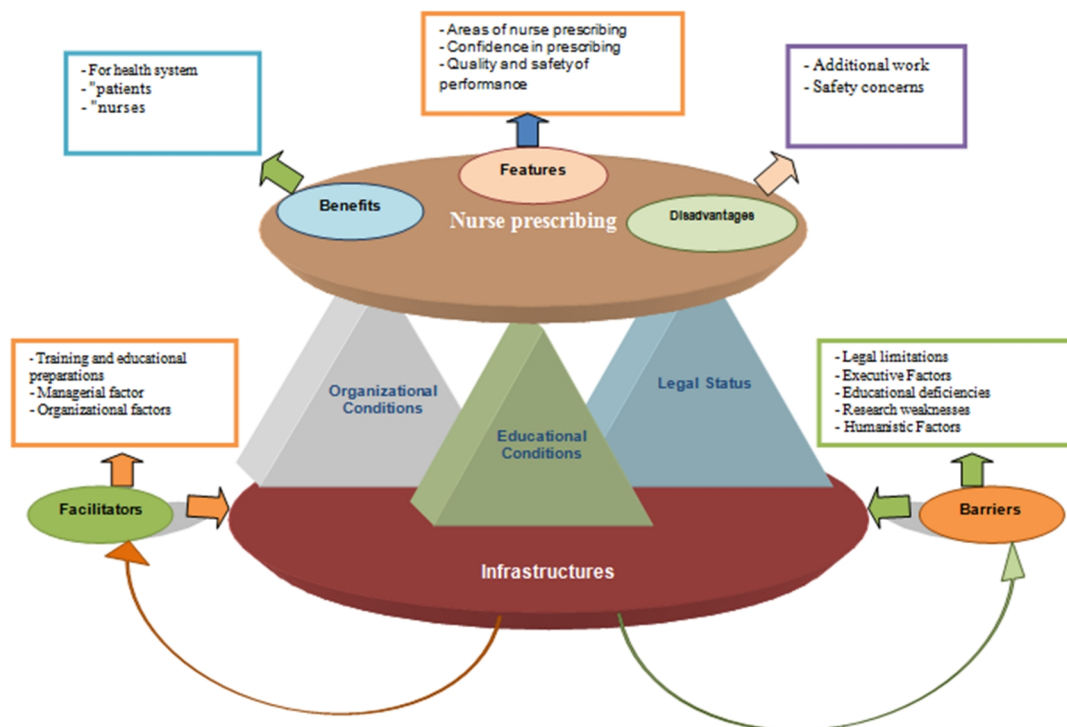 - Areas of nurse prescribing
- Confidence in prescribing
- Quality and safety of
performance
- For health system
- "patients
- "nurses
- Additional work
- Safety concerns
Features
Benefits
Disadvantages
Nurse prescribing
- Training and educational
preparations
- Managerial factor
- Organizational factors
- Legal limitations
- Executive Factors
- Educational deficiencies
- Research weaknesses
- Humanistic Factors
Organizational
Conditions
Legal Status
Educational
Conditions
Facilitators
Barriers
Infrastructures